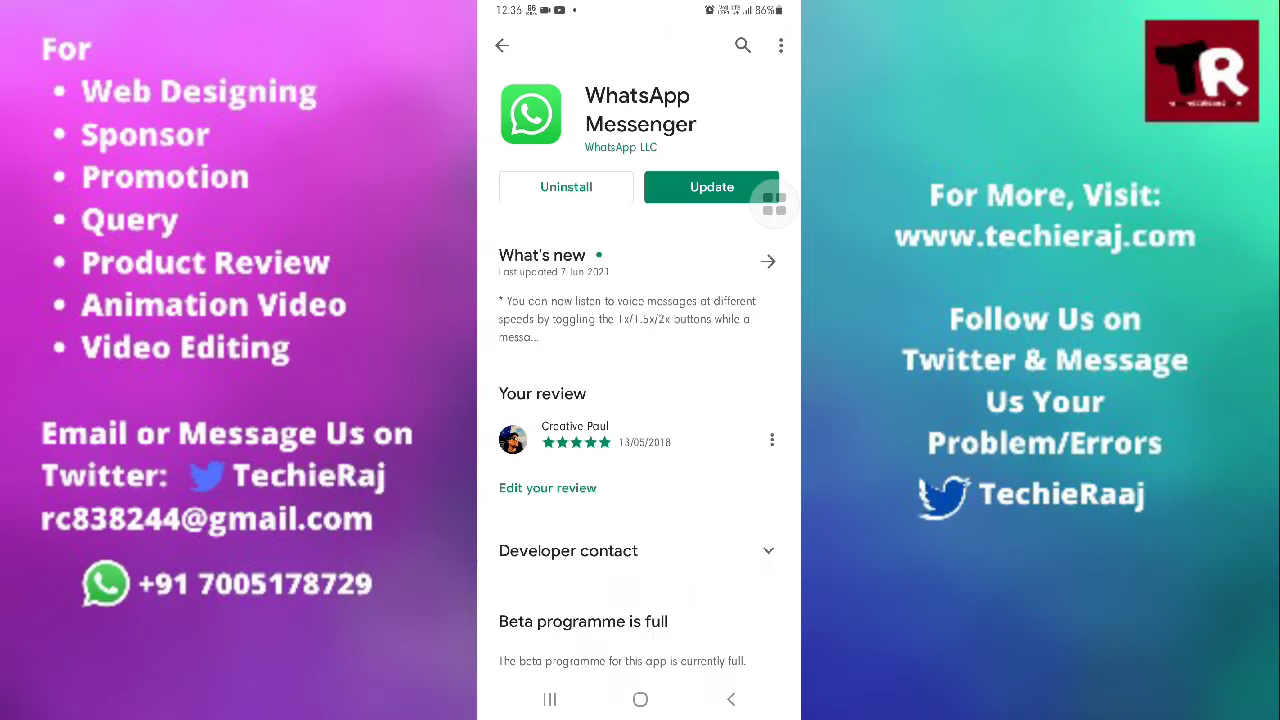 For
• Web Designing
• Sponsor
• Promotion
• Query
• Product Review
• Animation Video
• Video Editing
Email or Message Us on
Twitter: TechieRaj
rc838244@gmail.com
+91 7005178729
12:36
86%
WhatsApp
Messenger
WhatsApp LLC
Uninstall
Update
What's new
Last updated 7 Jun 2021
* You can now listen to voice messages at different
speeds by toggling the 1x/1.5x/2x buttons while a
messa...
Your review
Creative Paul
13/05/2018
Edit your review
Developer contact
Beta programme is full
The beta programme for this app is currently full.
TR
For More, Visit:
www.techieraj.com
Follow Us on
Twitter & Message
Us Your
Problem/Errors
TechieRaaj